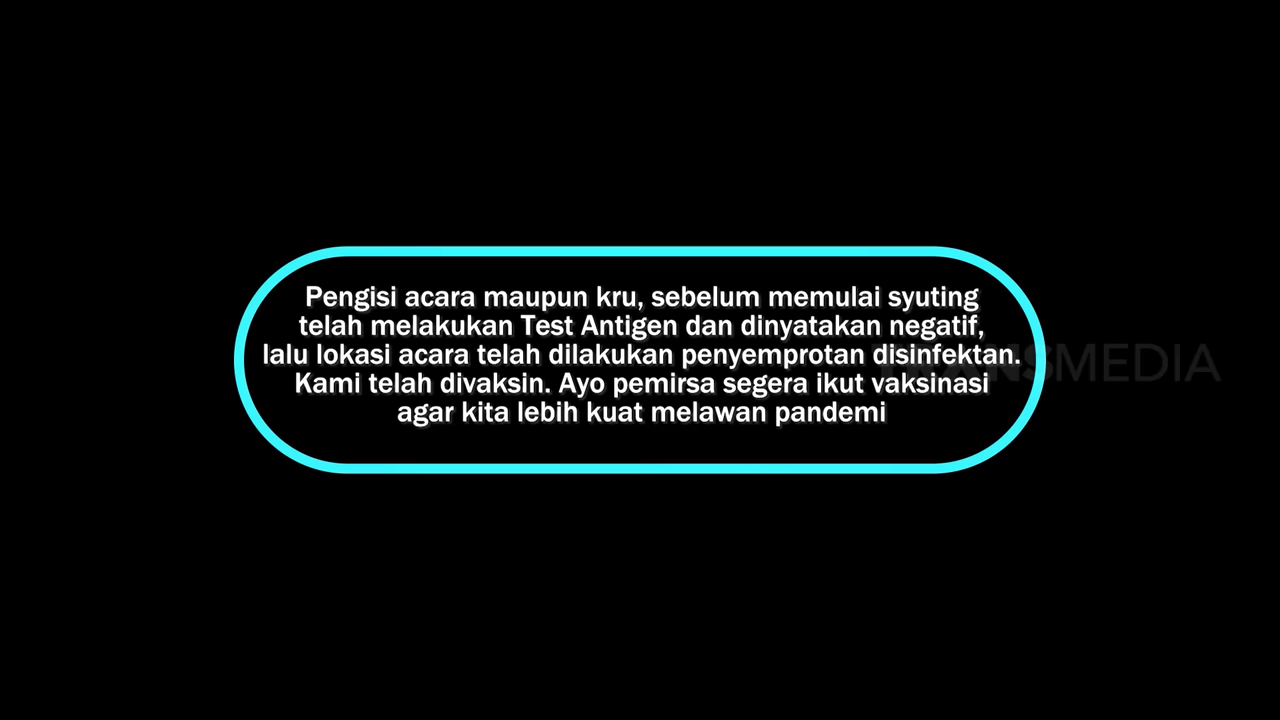 Pengisi acara maupun kru, sebelum memulai syuting
telah melakukan Test Antigen dan dinyatakan negatif,
lalu lokasi acara telah dilakukan penyemprotan disinfektan.
Kami telah divaksin. Ayo pemirsa segera ikut vaksinasi
agar kita lebih kuat melawan pandemi
TRANSMEDIA